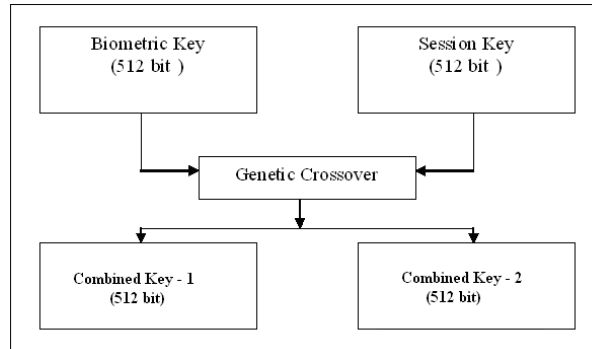 Biometric Key
(512 bit )
Session Key
(512 bit )
Genetic Crossover
Combined Key - 1
(512 bit)
Combined Key - 2
(512 bit)